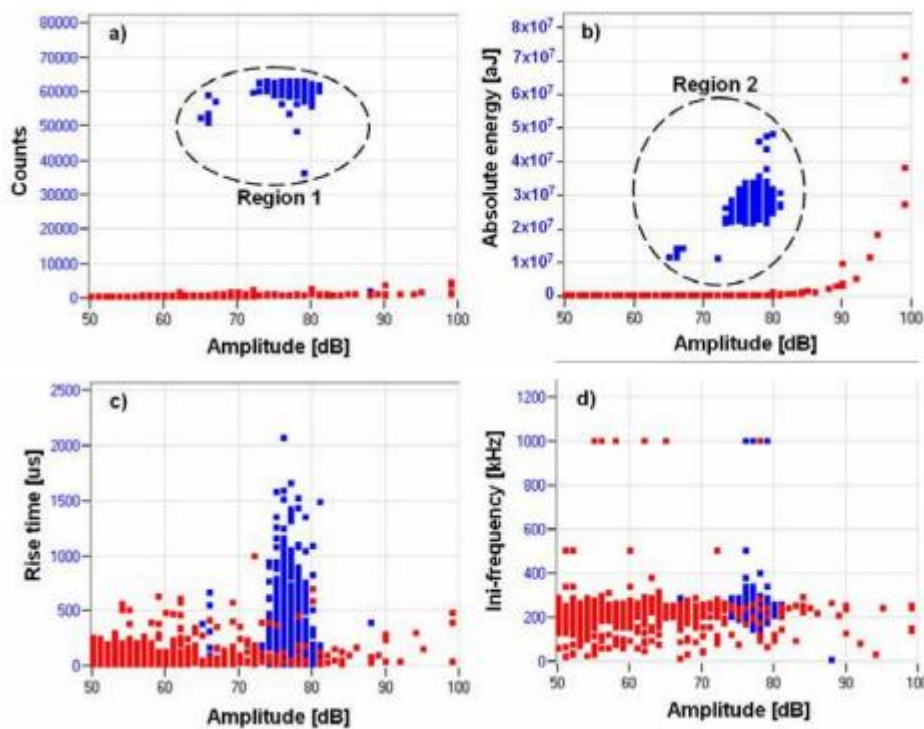 a)
80000
70000
60000
50000
40000
30000
20000
10000
0
Counts
Region 1
50 60 70 80 90 100
Amplitude [dB]
b)
8x10⁷
7x10⁷
6x10⁷
5x10⁷
4x10⁷
3x10⁷
2x10⁷
1x10⁷
0
Absolute energy [aJ]
Region 2
50 60 70 80 90 100
Amplitude [dB]
c)
2500
2000
1500
1000
500
0
Rise time [us]
50 60 70 80 90 100
Amplitude [dB]
d)
1200
1000
800
600
400
200
0
Ini-frequency [kHz]
50 60 70 80 90 100
Amplitude [dB]